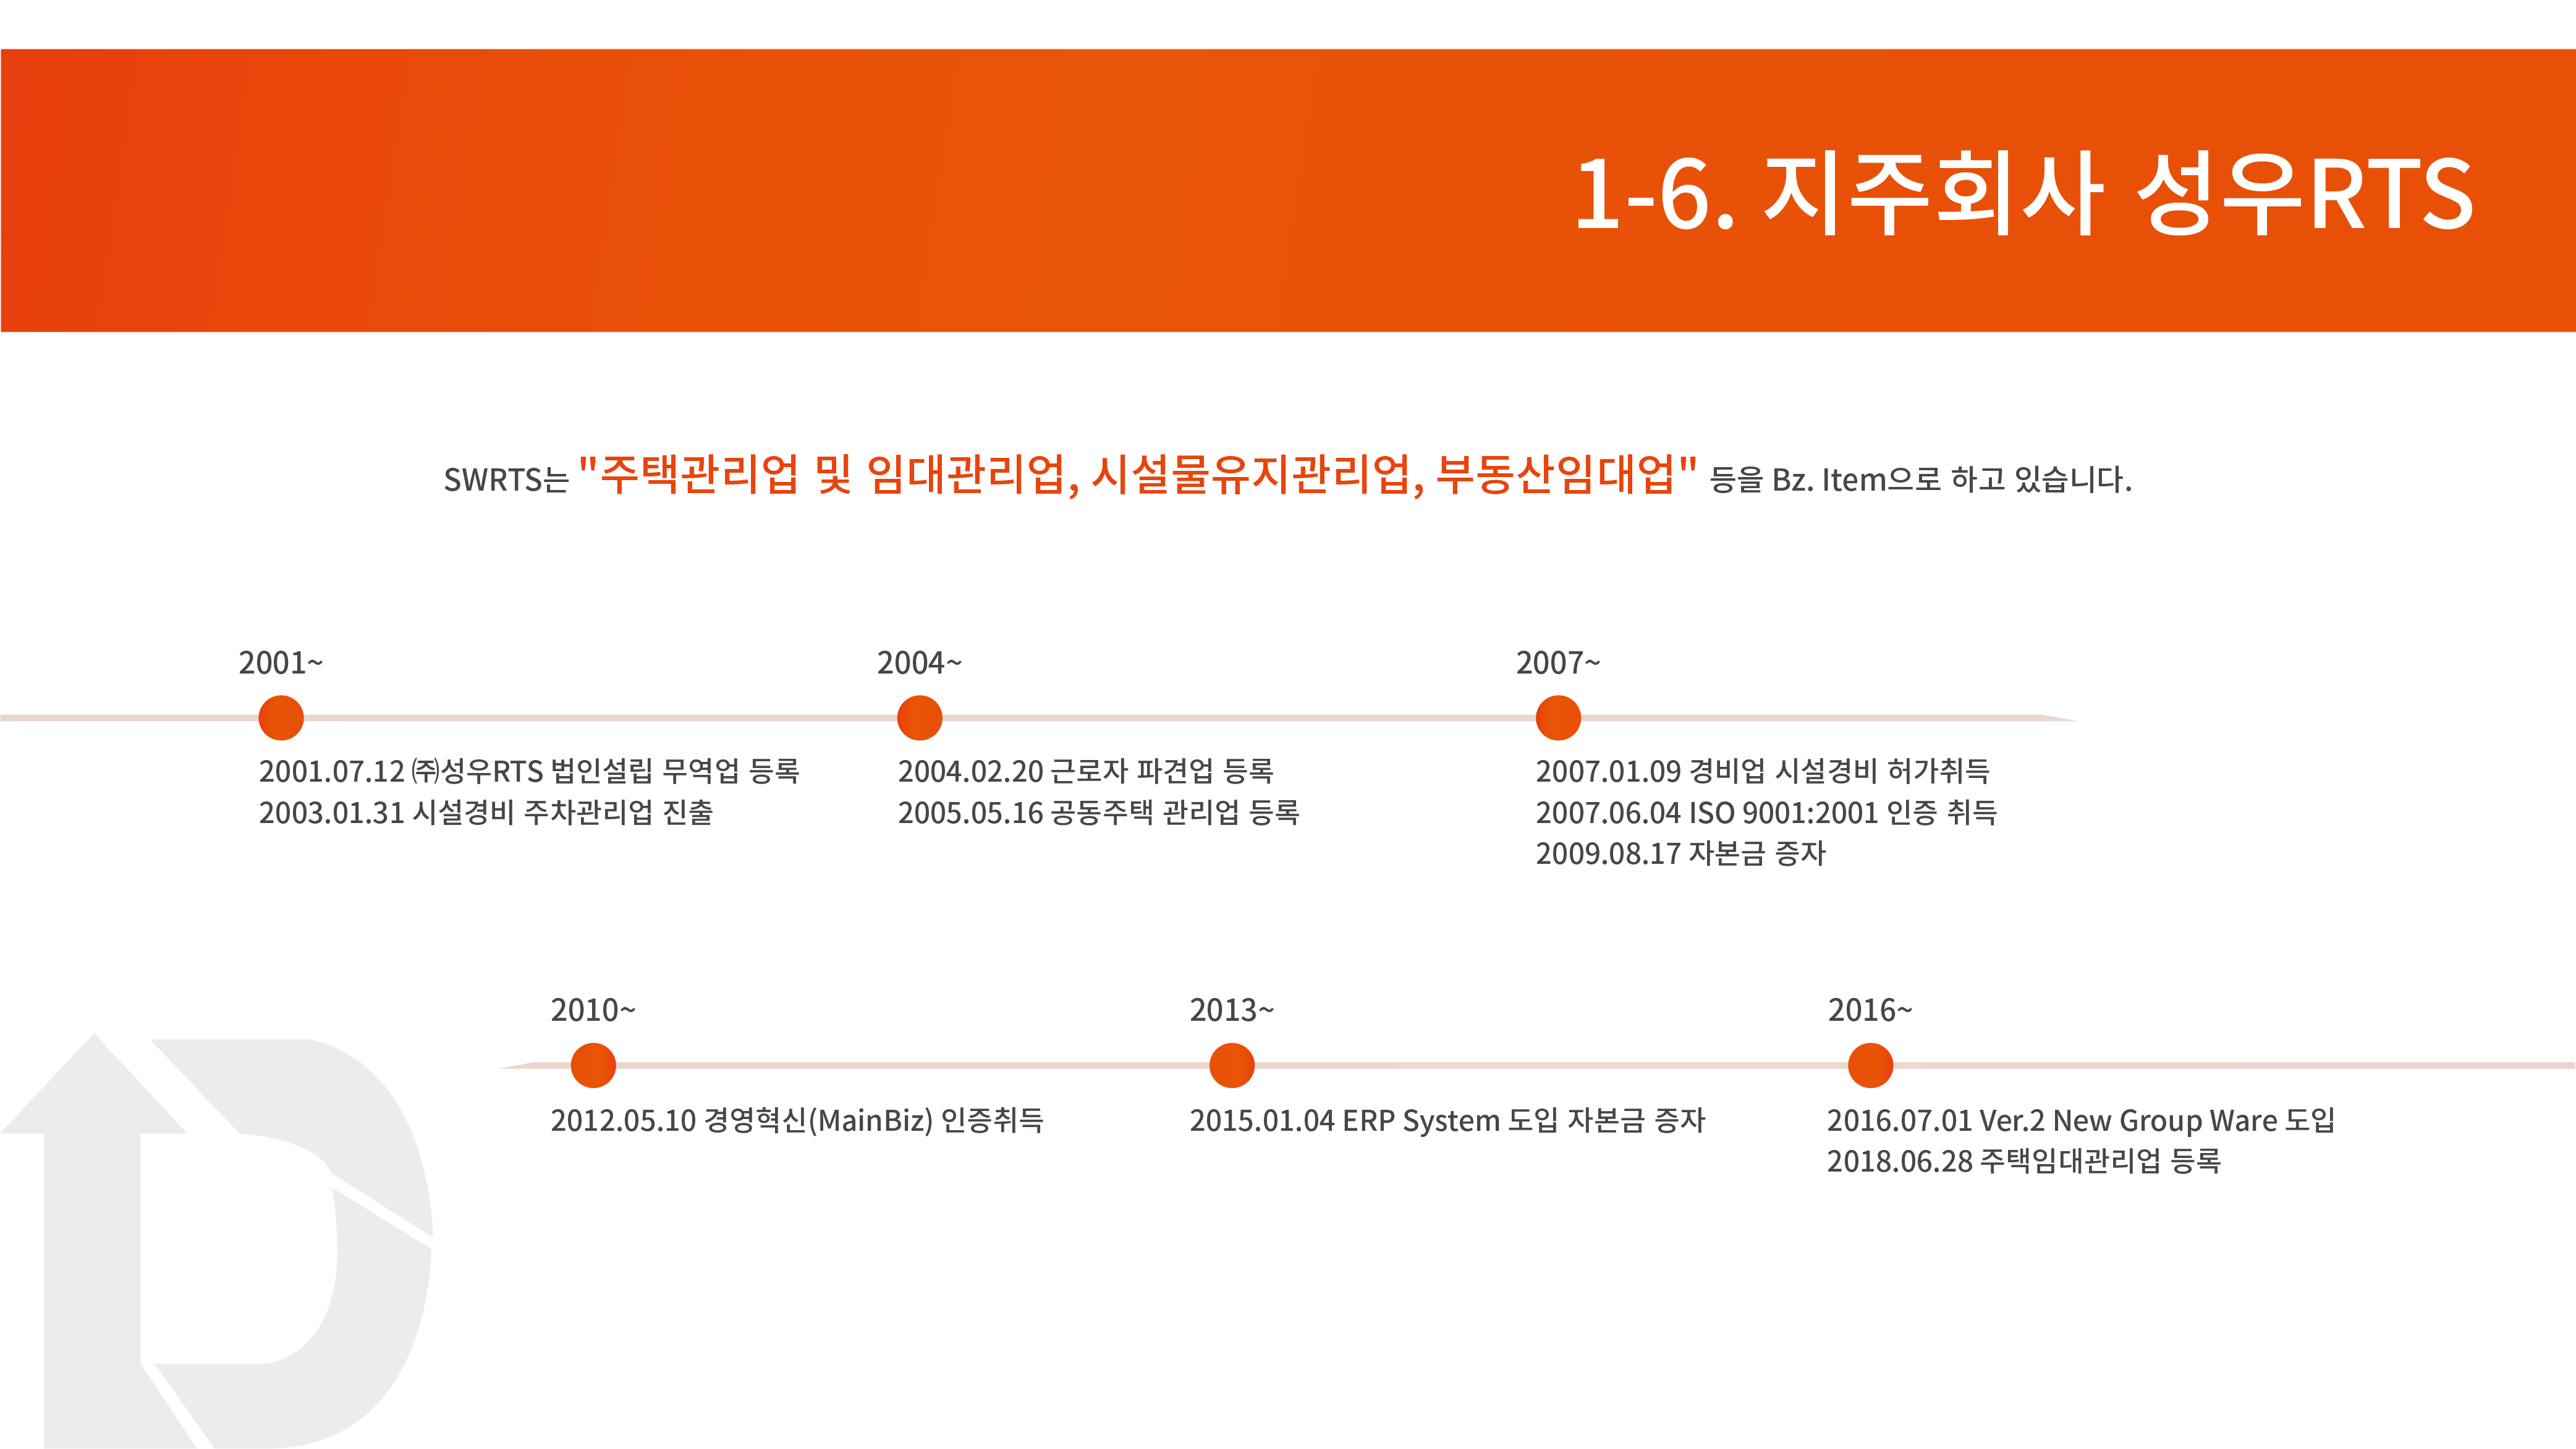 1-6. 지주회사 성우RTS
SWRTS는 "주택관리업 및 임대관리업, 시설물유지관리업, 부동산임대업" 등을 Bz. Item으로 하고 있습니다.
2001~
2001.07.12 ㈜성우RTS 법인설립 무역업 등록
2003.01.31 시설경비 주차관리업 진출
2004~
2004.02.20 근로자 파견업 등록
2005.05.16 공동주택 관리업 등록
2007~
2007.01.09 경비업 시설경비 허가취득
2007.06.04 ISO 9001:2001 인증 취득
2009.08.17 자본금 증자
2010~
2012.05.10 경영혁신(MainBiz) 인증취득
2013~
2015.01.04 ERP System 도입 자본금 증자
2016~
2016.07.01 Ver.2 New Group Ware 도입
2018.06.28 주택임대관리업 등록